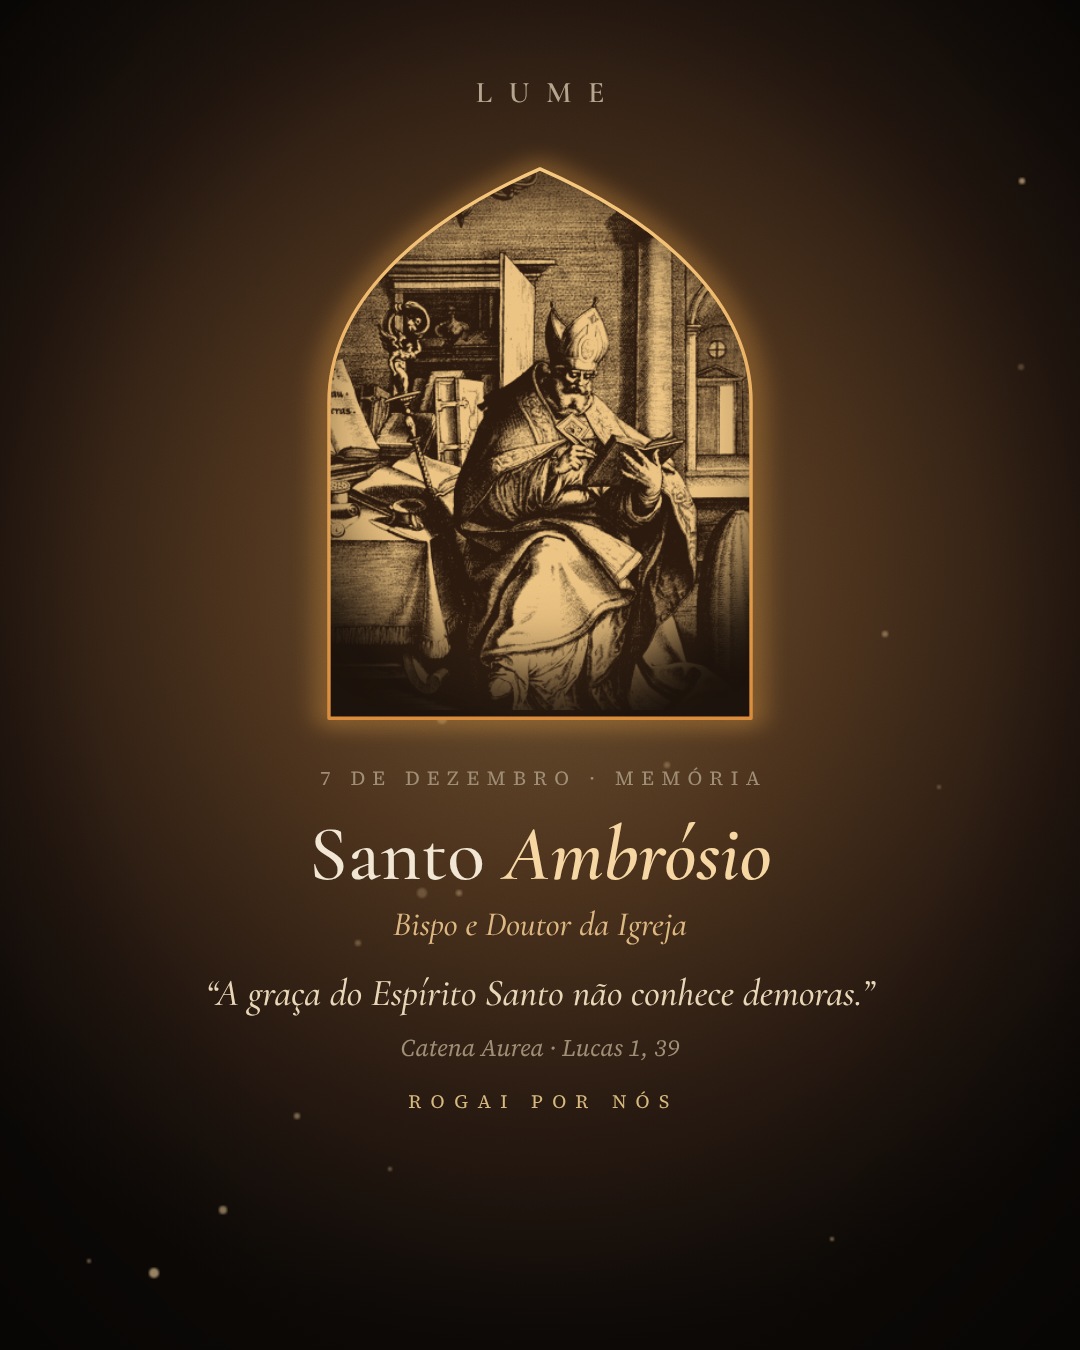 LUME
7 DE DEZEMBRO · MEMÓRIA
Santo Ambrósio
Bispo e Doutor da Igreja
“A graça do Espírito Santo não conhece demoras.”
Catena Aurea · Lucas 1, 39
ROGAI POR NÓS